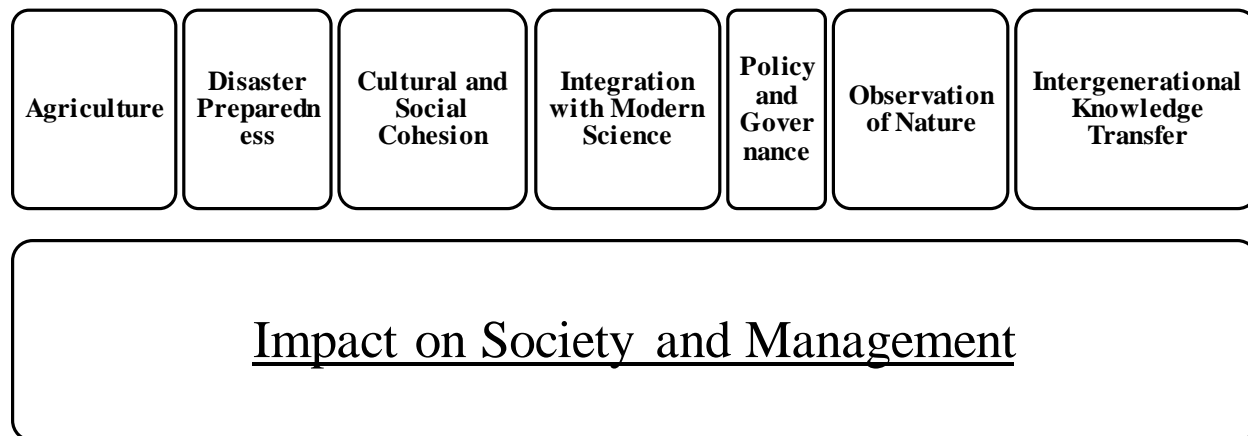 Agriculture
Disaster
Preparedn
ess
Cultural and
Social
Cohesion
Integration
with Modern
Science
Policy
and
Gover
nance
Observation
of Nature
Intergenerational
Knowledge
Transfer
Impact on Society and Management